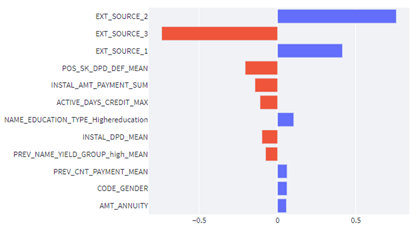 EXT_SOURCE_2
EXT_SOURCE_3
EXT_SOURCE_1
POS_SK_DPD_DEF_MEAN
INSTAL_AMT_PAYMENT_SUM
ACTIVE_DAYS_CREDIT_MAX
NAME_EDUCATION_TYPE_Highereducation
INSTAL_DPD_MEAN
PREV_NAME_YIELD_GROUP_high_MEAN
PREV_CNT_PAYMENT_MEAN
CODE_GENDER
AMT_ANNUITY
−0.5 0 0.5